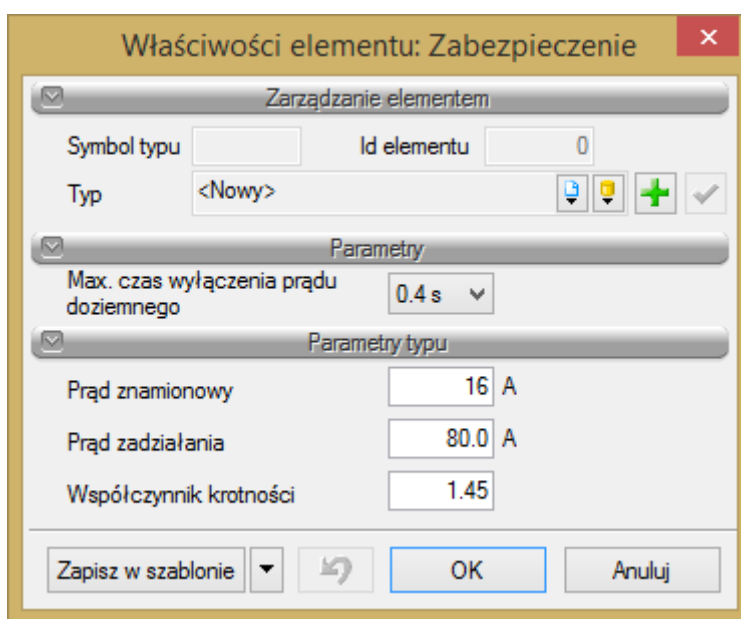 Właściwości elementu: Zabezpieczenie
Zarządzanie elementem
Symbol typu Id elementu 0
Typ <Nowy>
Parametry
Max. czas wyłączenia prądu
doziemnego 0.4 s
Parametry typu
Prąd znamionowy 16 A
Prąd zadziałania 80.0 A
Współczynnik krotności 1.45
Zapisz w szablonie OK Anuluj